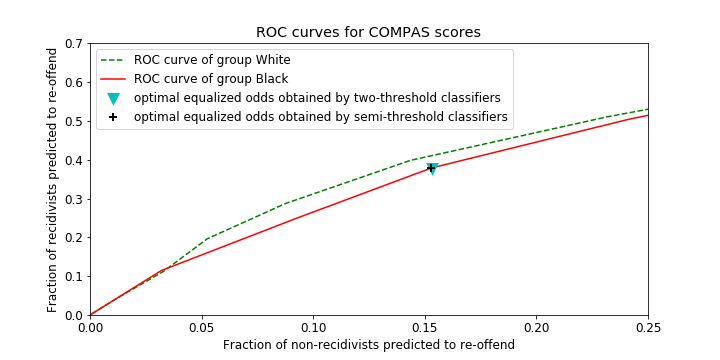 ROC curves for COMPAS scores
ROC curve of group White
ROC curve of group Black
optimal equalized odds obtained by two-threshold classifiers
optimal equalized odds obtained by semi-threshold classifiers
Fraction of recidivists predicted to re-offend
0.7
0.6
0.5
0.4
0.3
0.2
0.1
0.0
0.00 0.05 0.10 0.15 0.20 0.25
Fraction of non-recidivists predicted to re-offend